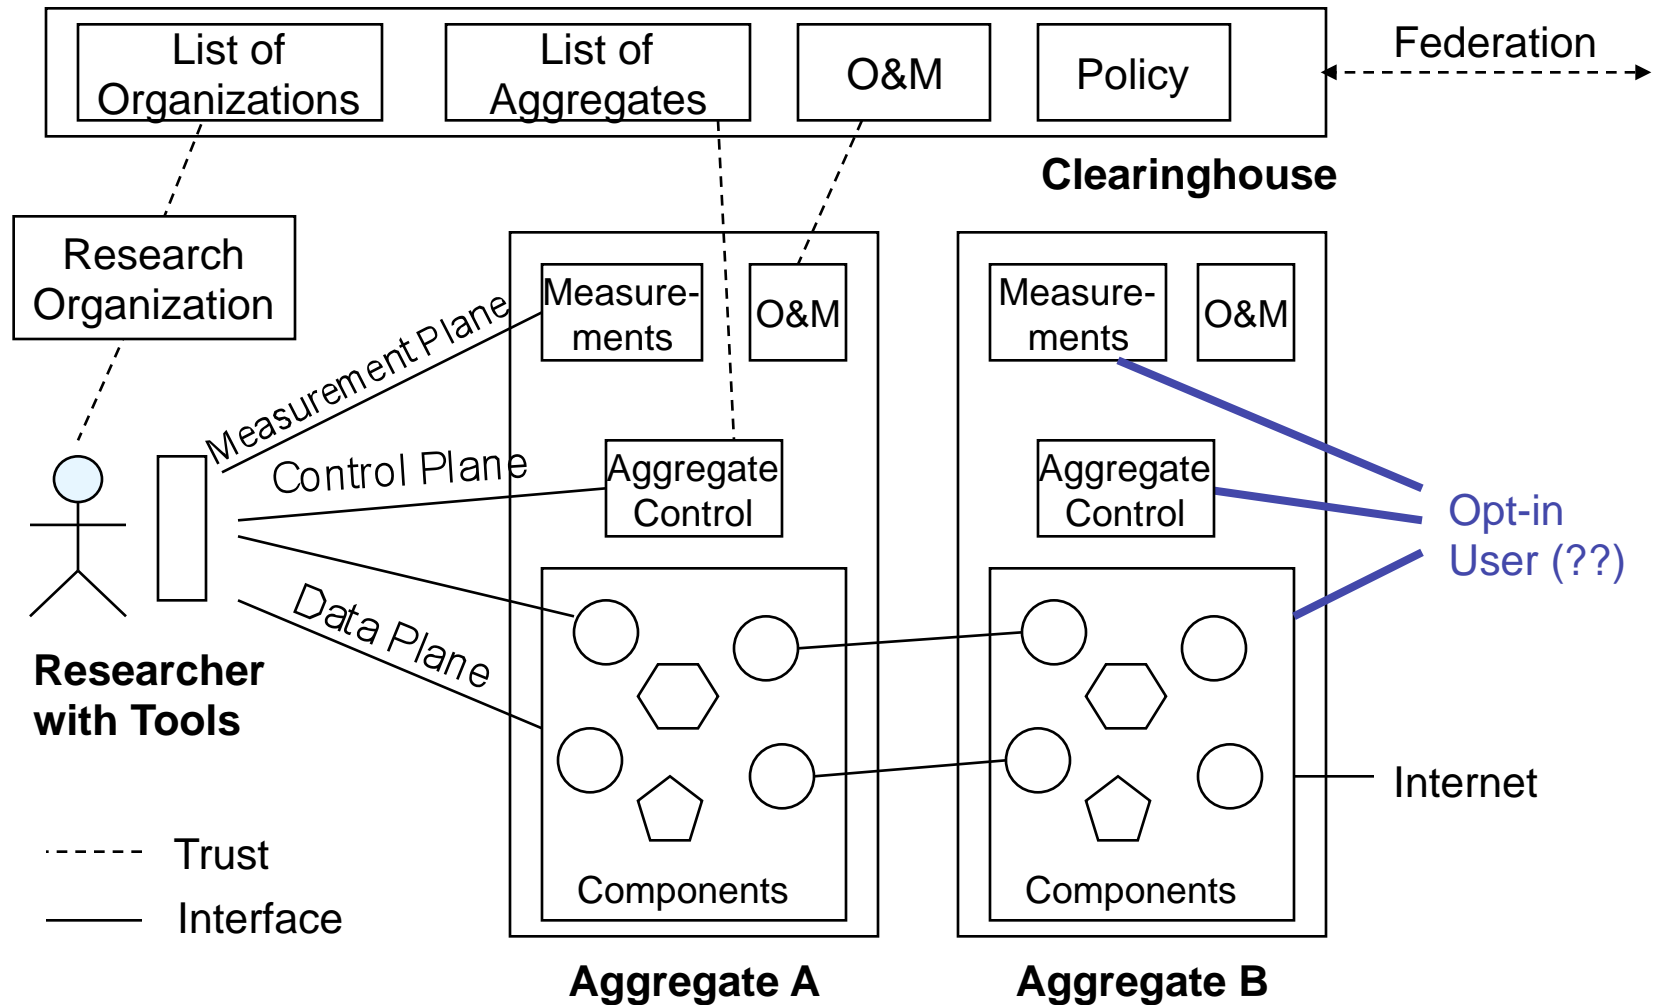 List of
Organizations
List of
Aggregates
O&M
Policy
Federation
Clearinghouse
Research
Organization
Measure-
ments
O&M
Measure-
ments
O&M
Measurement Plane
Control Plane
Aggregate
Control
Aggregate
Control
Opt-in
User (??)
Data Plane
Researcher
with Tools
Internet
Trust
Interface
Components
Components
Aggregate A
Aggregate B